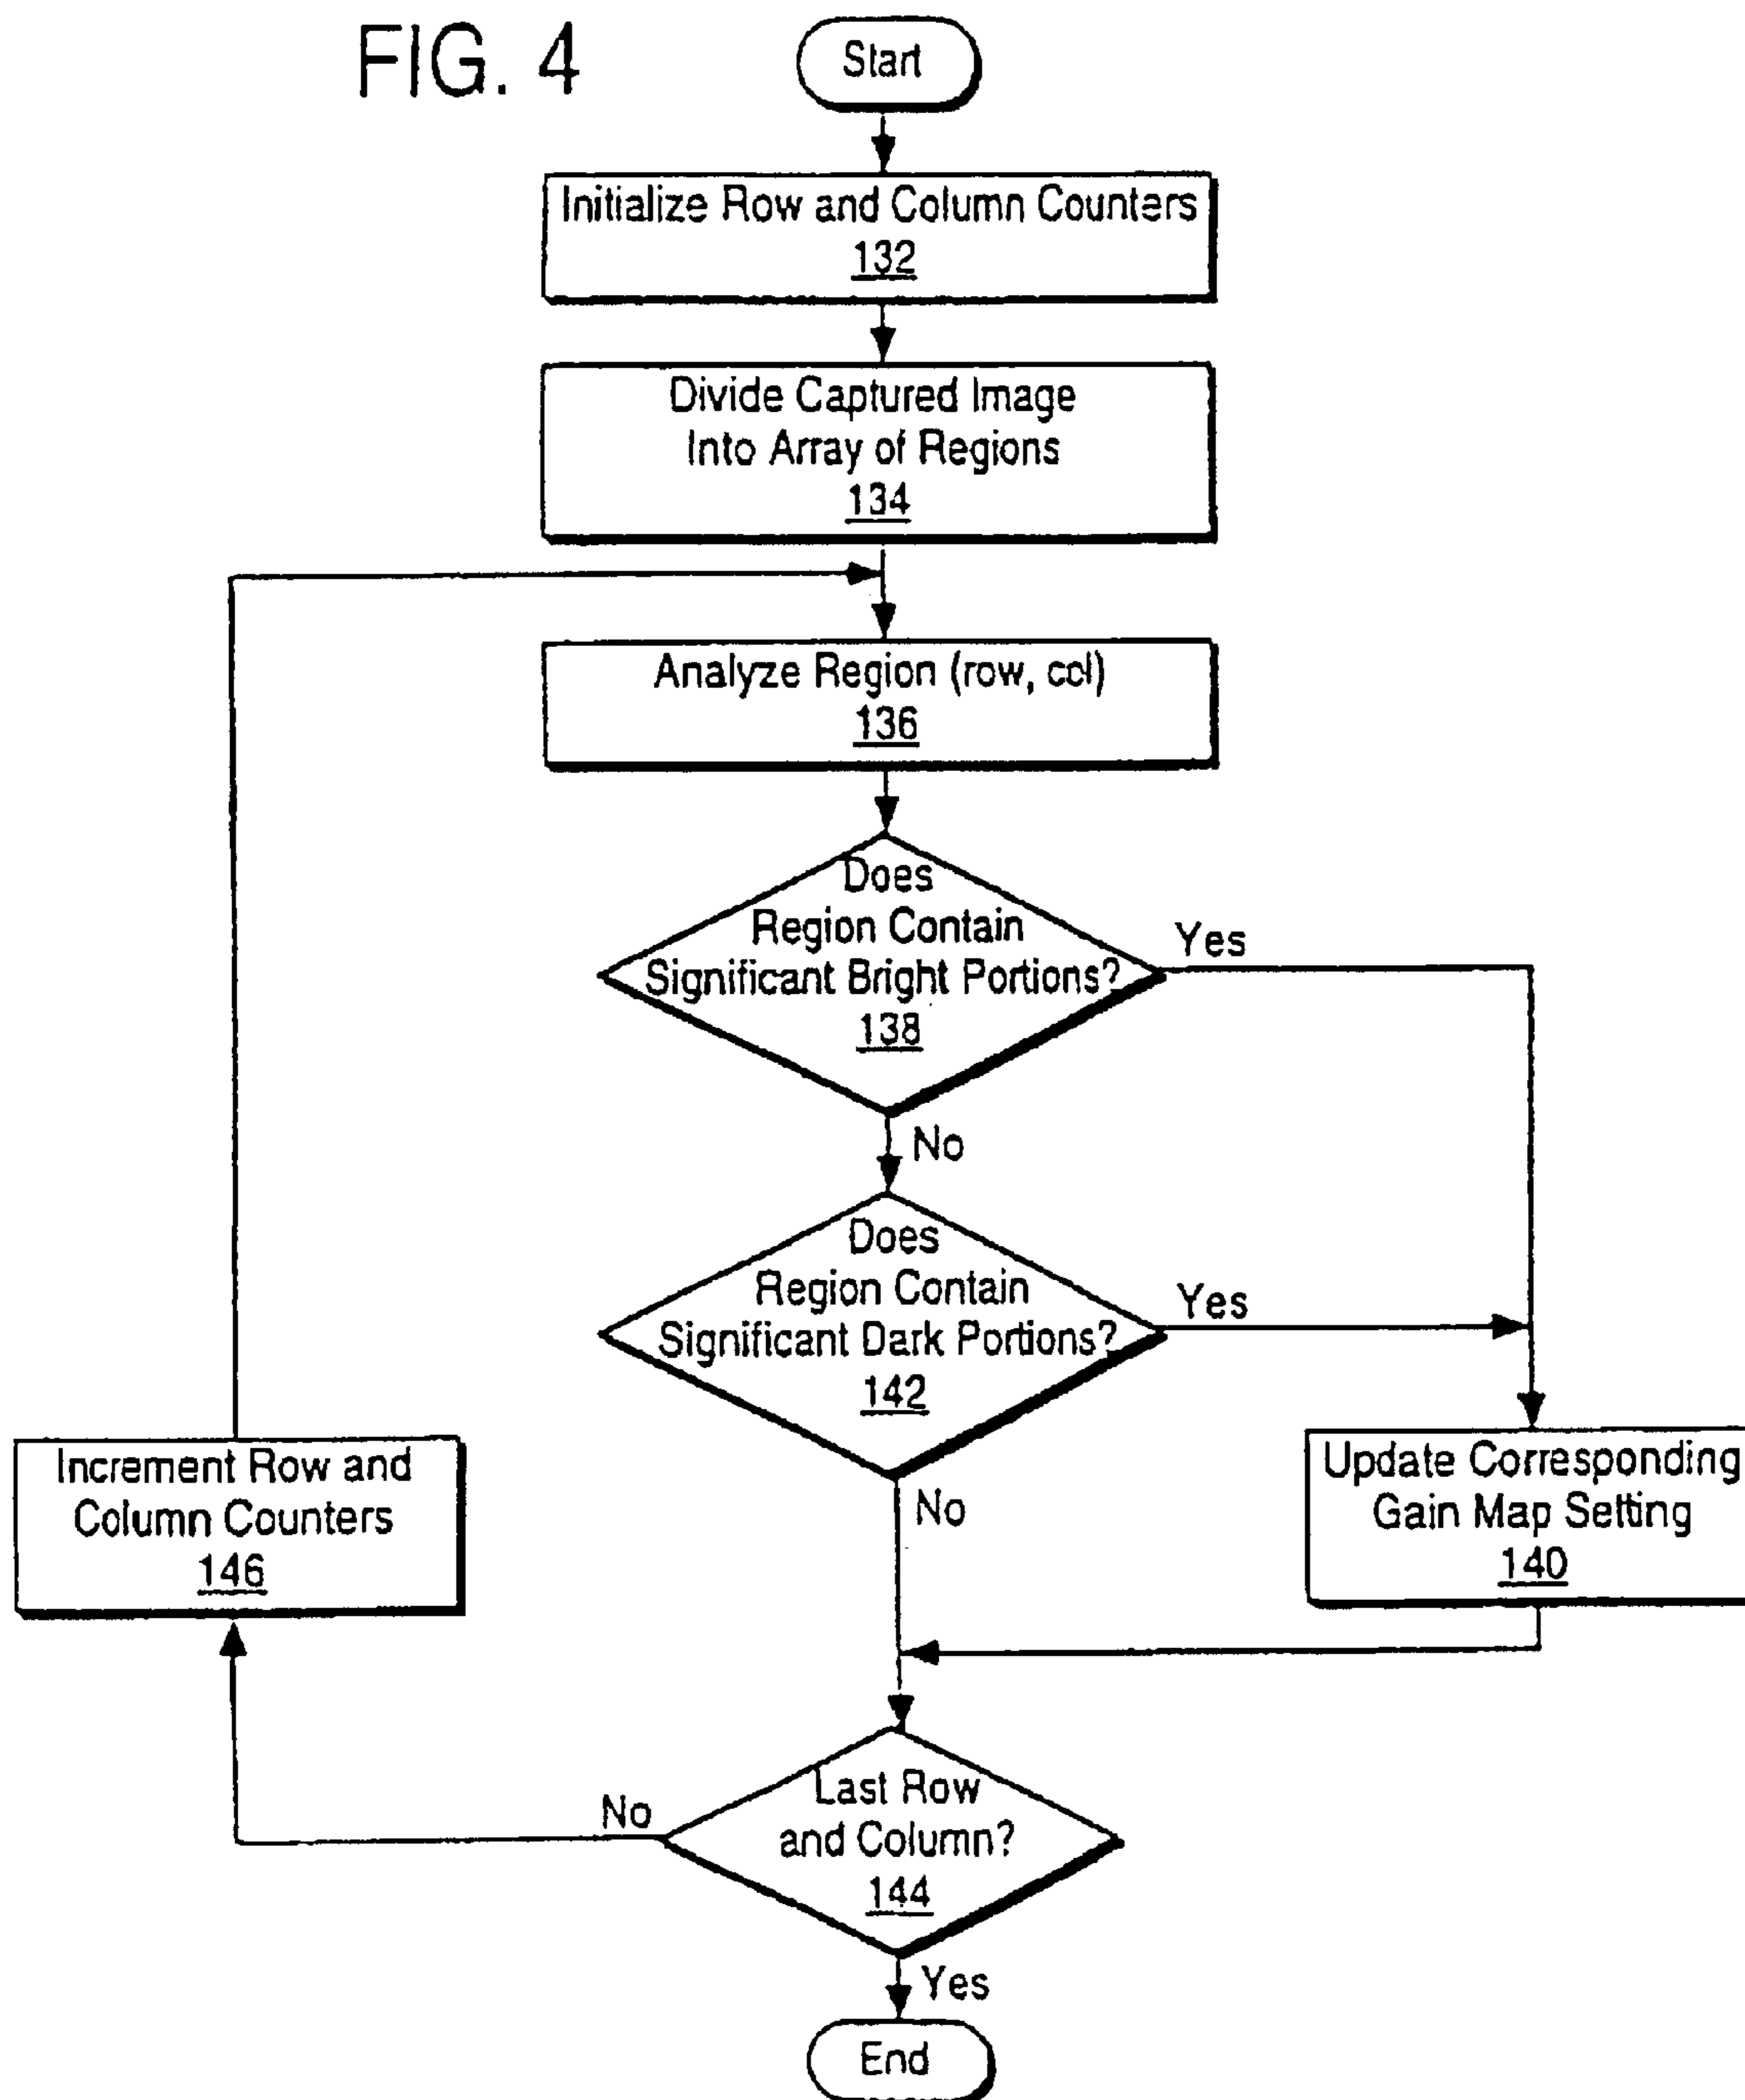 FIG. 4
Start
Initialize Row and Column Counters
132
Divide Captured Image
Into Array of Regions
134
Analyze Region (row, col)
136
Does
Region Contain
Significant Bright Portions?
138
Yes
No
Does
Region Contain
Significant Dark Portions?
142
Yes
No
Increment Row and
Column Counters
146
Update Corresponding
Gain Map Setting
140
Last Row
and Column?
144
No
Yes
End